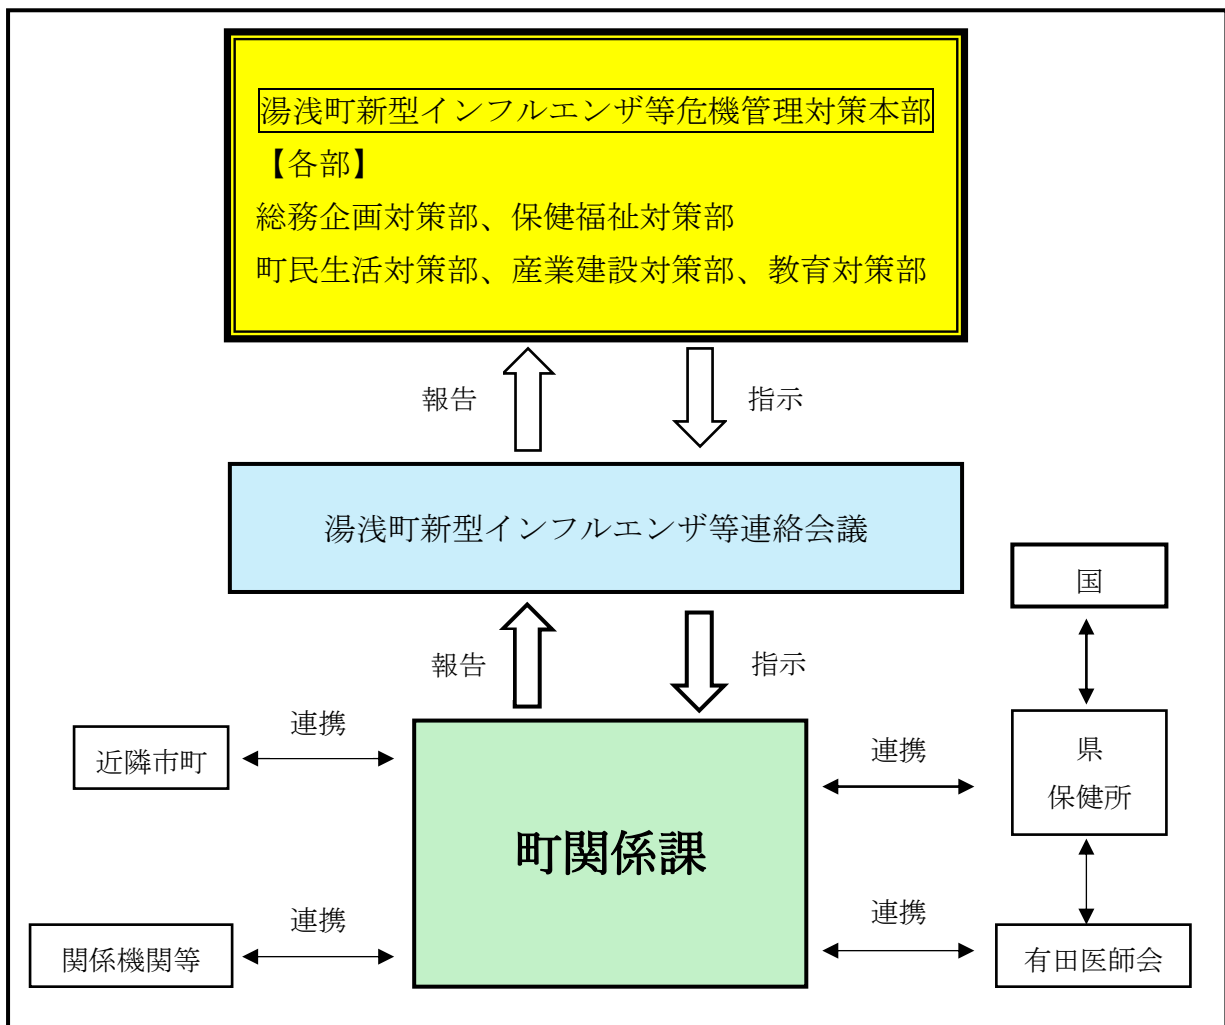 湯浅町新型インフルエンザ等危機管理対策本部
【各部】
総務企画対策部、保健福祉対策部
町民生活対策部、産業建設対策部、教育対策部
報告
指示
湯浅町新型インフルエンザ等連絡会議
国
報告
指示
連携
近隣市町
町関係課
連携
県
保健所
連携
関係機関等
連携
有田医師会